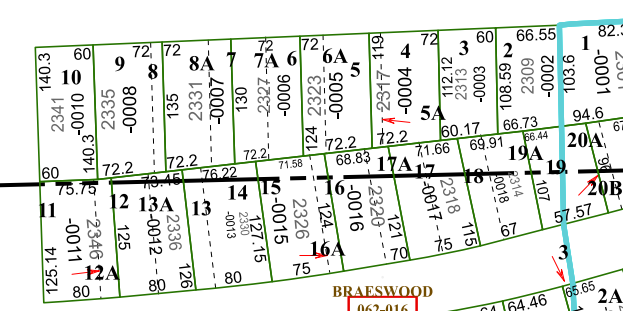 60 72 72 72 72 72 60 66.55 82.3
140.3 10 9 8 8A 7 7A 6 6A 5 4 3 2 1
2341 -0010 2335 -0008 135 2331 -0007 130 2327 -0006 2323 -0005 119 2317 -0004 112.12 2313 -0003 108.59 2309 -0002 103.6 -0001
140.3 124 5A
60 72.2 72.2 72.2 72.2 72.2 60.17 66.73 94.6
75.75 73.45 76.22 71.58 68.83 71.66 69.91 66.44
11 12 13A 13 14 15 16 17A 17 18 19A 19 20A
-0011 2346 125 -0012 2336 2330 -0013 127.15 -0015 2326 124. -0016 2320 121 -0017 2318 115 -0018 2314 107 20B
125.14 12A 126 16A
80 80 80 75 70 75 67 57.57
3
BRAESWOOD
062-016
64.46 65.65 2A